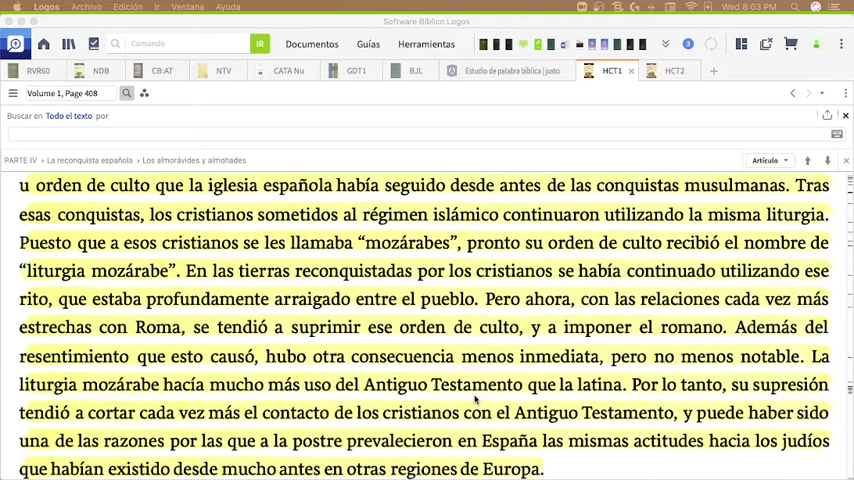 Logos Archivo Edición Ir Ventana Ayuda Wed 8:03 PM
Software Bíblico Logos
Comando IR Documentos Guías Herramientas 3
RVR60 NDB CB:AT NTV CATA Nu GDT1 BJL Estudio de palabra bíblica | justo HCT1 × HCT2 +
Volume 1, Page 408
Buscar en Todo el texto por
PARTE IV › La reconquista española › Los almorávides y almohades Artículo
u orden de culto que la iglesia española había seguido desde antes de las conquistas musulmanas. Tras
esas conquistas, los cristianos sometidos al régimen islámico continuaron utilizando la misma liturgia.
Puesto que a esos cristianos se les llamaba “mozárabes”, pronto su orden de culto recibió el nombre de
“liturgia mozárabe”. En las tierras reconquistadas por los cristianos se había continuado utilizando ese
rito, que estaba profundamente arraigado entre el pueblo. Pero ahora, con las relaciones cada vez más
estrechas con Roma, se tendió a suprimir ese orden de culto, y a imponer el romano. Además del
resentimiento que esto causó, hubo otra consecuencia menos inmediata, pero no menos notable. La
liturgia mozárabe hacía mucho más uso del Antiguo Testamento que la latina. Por lo tanto, su supresión
tendió a cortar cada vez más el contacto de los cristianos con el Antiguo Testamento, y puede haber sido
una de las razones por las que a la postre prevalecieron en España las mismas actitudes hacia los judíos
que habían existido desde mucho antes en otras regiones de Europa.